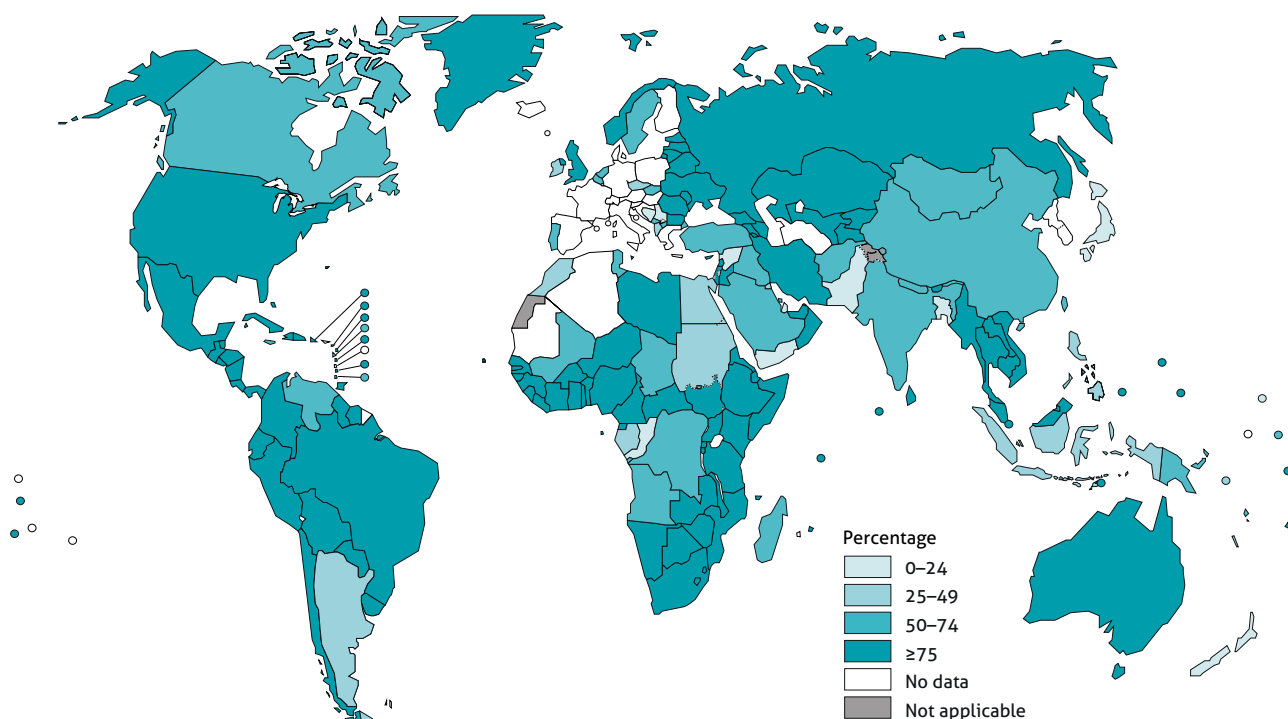 Percentage
0–24
25–49
50–74
≥75
No data
Not applicable